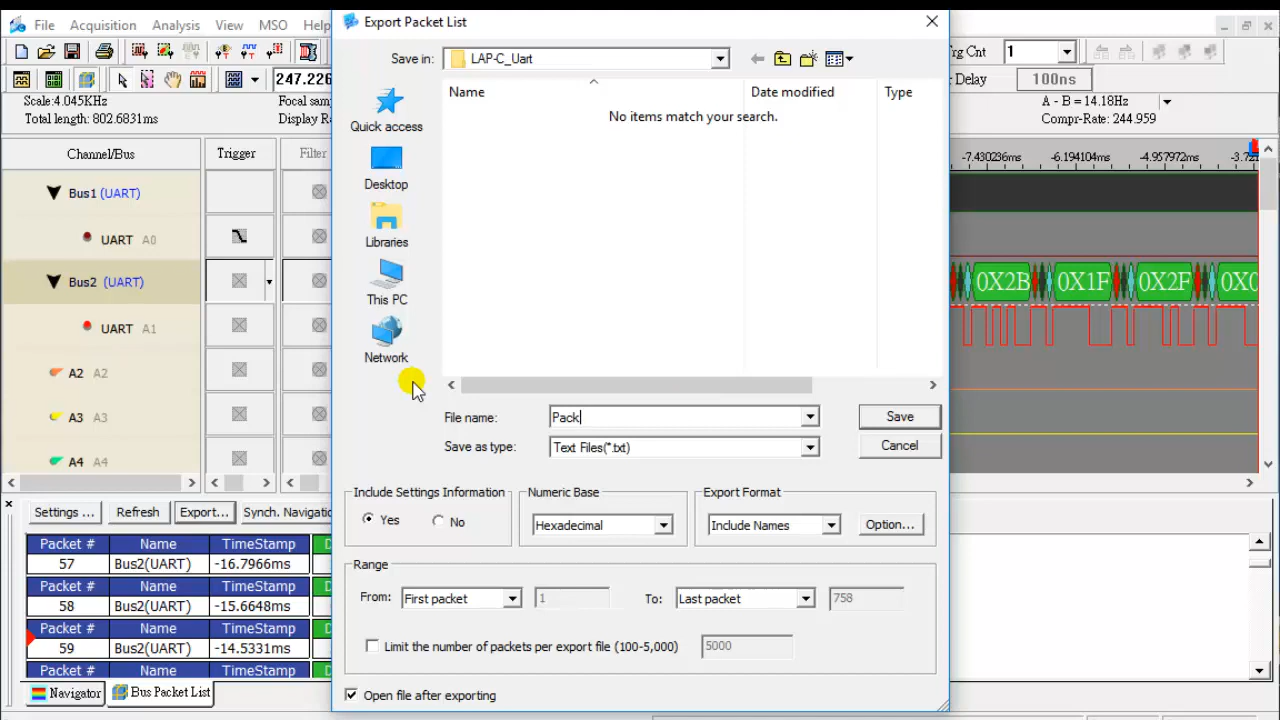 File Acquisition Analysis View MSO Help
Export Packet List
Save in: LAP-C_Uart
Trg Cnt 1
247.226
Delay 100ns
Scale:4.045KHz
Total length: 802.6831ms
Focal
Display
A - B = 14.18Hz
Compr-Rate: 244.959
Channel/Bus Trigger Filter
Bus1 (UART)
UART A0
Bus2 (UART)
UART A1
A2 A2
A3 A3
A4 A4
Quick access
Desktop
Libraries
This PC
Network
Name Date modified Type
No items match your search.
-7.430236ms -6.194104ms -4.957972ms
0X2B 0X1F 0X2F
File name: Pack Save
Save as type: Text Files(*.txt) Cancel
Include Settings Information
Yes No
Numeric Base
Hexadecimal
Export Format
Include Names Option...
Range
From: First packet 1 To: Last packet 758
Limit the number of packets per export file (100-5,000) 5000
Open file after exporting
Settings ... Refresh Export... Synch.
Packet # Name TimeStamp
57 Bus2(UART) -16.7966ms
Packet # Name TimeStamp
58 Bus2(UART) -15.6648ms
Packet # Name TimeStamp
59 Bus2(UART) -14.5331ms
Packet # Name TimeStamp
Navigator Bus Packet List